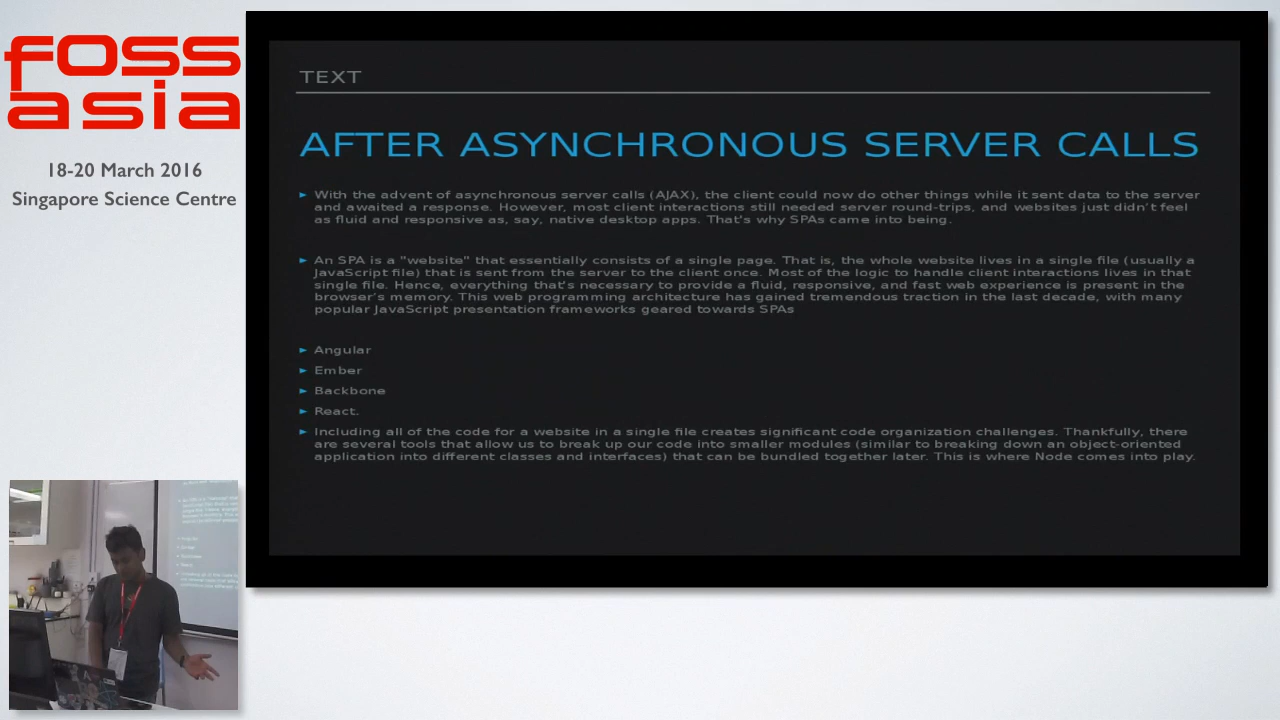 foss
asia
18-20 March 2016
Singapore Science Centre
TEXT
AFTER ASYNCHRONOUS SERVER CALLS
► With the advent of asynchronous server calls (AJAX), the client could now do other things while it sent data to the server
and awaited a response. However, most client interactions still needed server round-trips, and websites just didn't feel
as fluid and responsive as, say, native desktop apps. That's why SPAs came into being.
► An SPA is a "website" that essentially consists of a single page. That is, the whole website lives in a single file (usually a
JavaScript file) that is sent from the server to the client once. Most of the logic to handle client interactions lives in that
single file. Hence, everything that's necessary to provide a fluid, responsive, and fast web experience is present in the
browser's memory. This web programming architecture has gained tremendous traction in the last decade, with many
popular JavaScript presentation frameworks geared towards SPAs
► Angular
► Ember
► Backbone
► React.
► Including all of the code for a website in a single file creates significant code organization challenges. Thankfully, there
are several tools that allow us to break up our code into smaller modules (similar to breaking down an object-oriented
application into different classes and interfaces) that can be bundled together later. This is where Node comes into play.